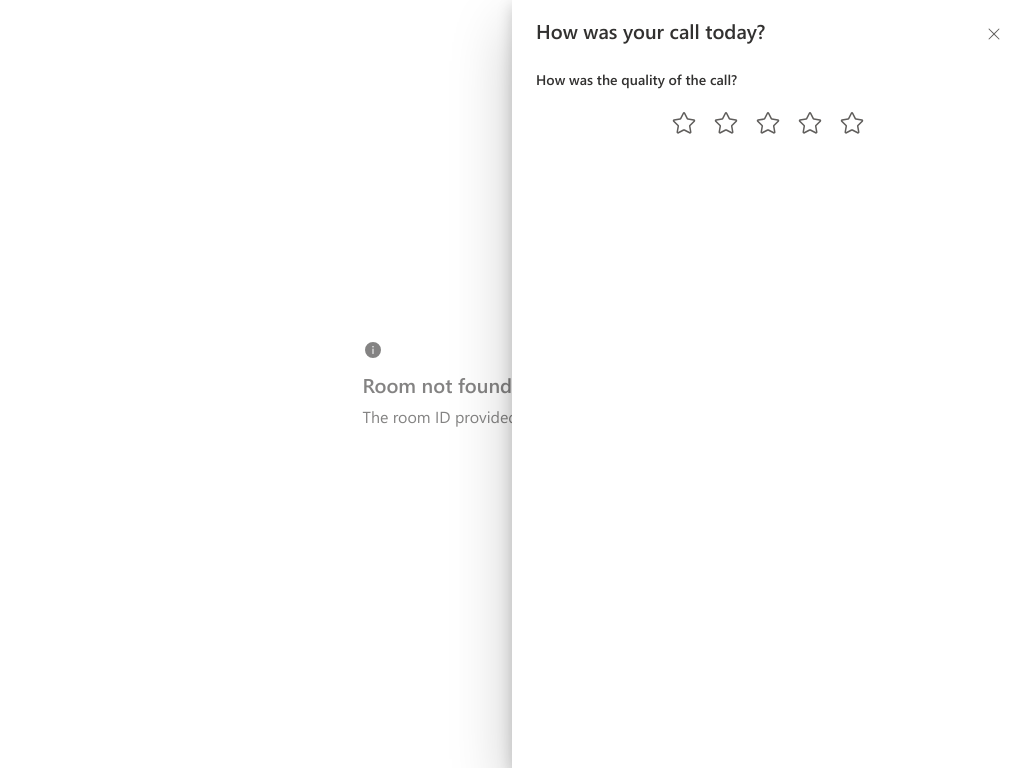 How was your call today?
How was the quality of the call?
Room not found
The room ID provided